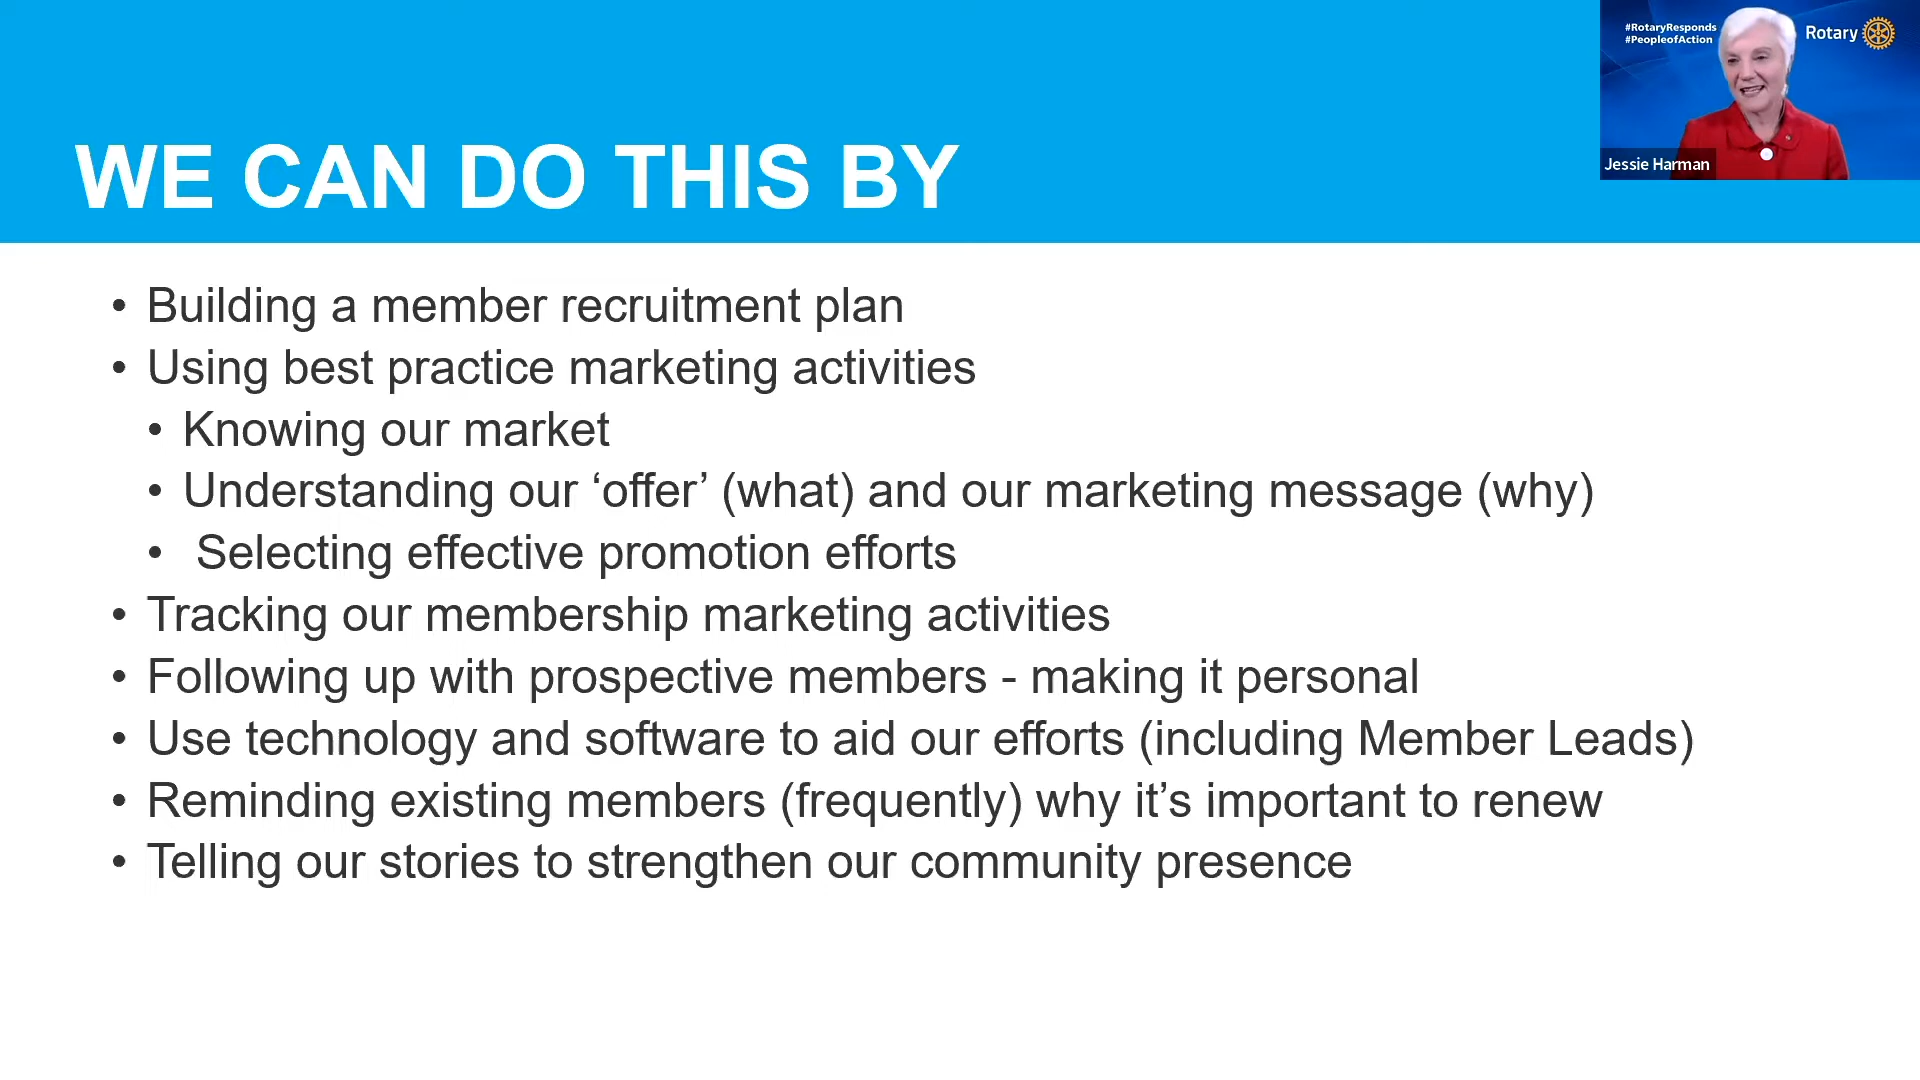 #RotaryResponds
#PeopleofAction
Rotary
Jessie Harman
WE CAN DO THIS BY
• Building a member recruitment plan
• Using best practice marketing activities
• Knowing our market
• Understanding our ‘offer’ (what) and our marketing message (why)
• Selecting effective promotion efforts
• Tracking our membership marketing activities
• Following up with prospective members - making it personal
• Use technology and software to aid our efforts (including Member Leads)
• Reminding existing members (frequently) why it’s important to renew
• Telling our stories to strengthen our community presence